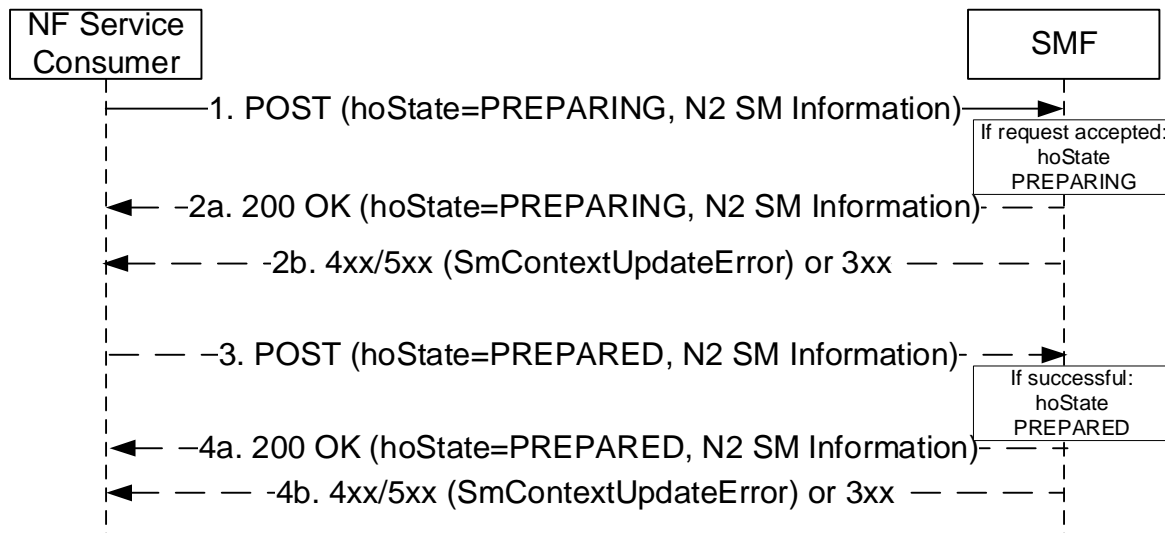 NF Service
Consumer
SMF
1. POST (hoState=PREPARING, N2 SM Information)
If request accepted:
hoState
PREPARING
2a. 200 OK (hoState=PREPARING, N2 SM Information)
2b. 4xx/5xx (SmContextUpdateError) or 3xx
3. POST (hoState=PREPARED, N2 SM Information)
If successful:
hoState
PREPARED
4a. 200 OK (hoState=PREPARED, N2 SM Information)
4b. 4xx/5xx (SmContextUpdateError) or 3xx